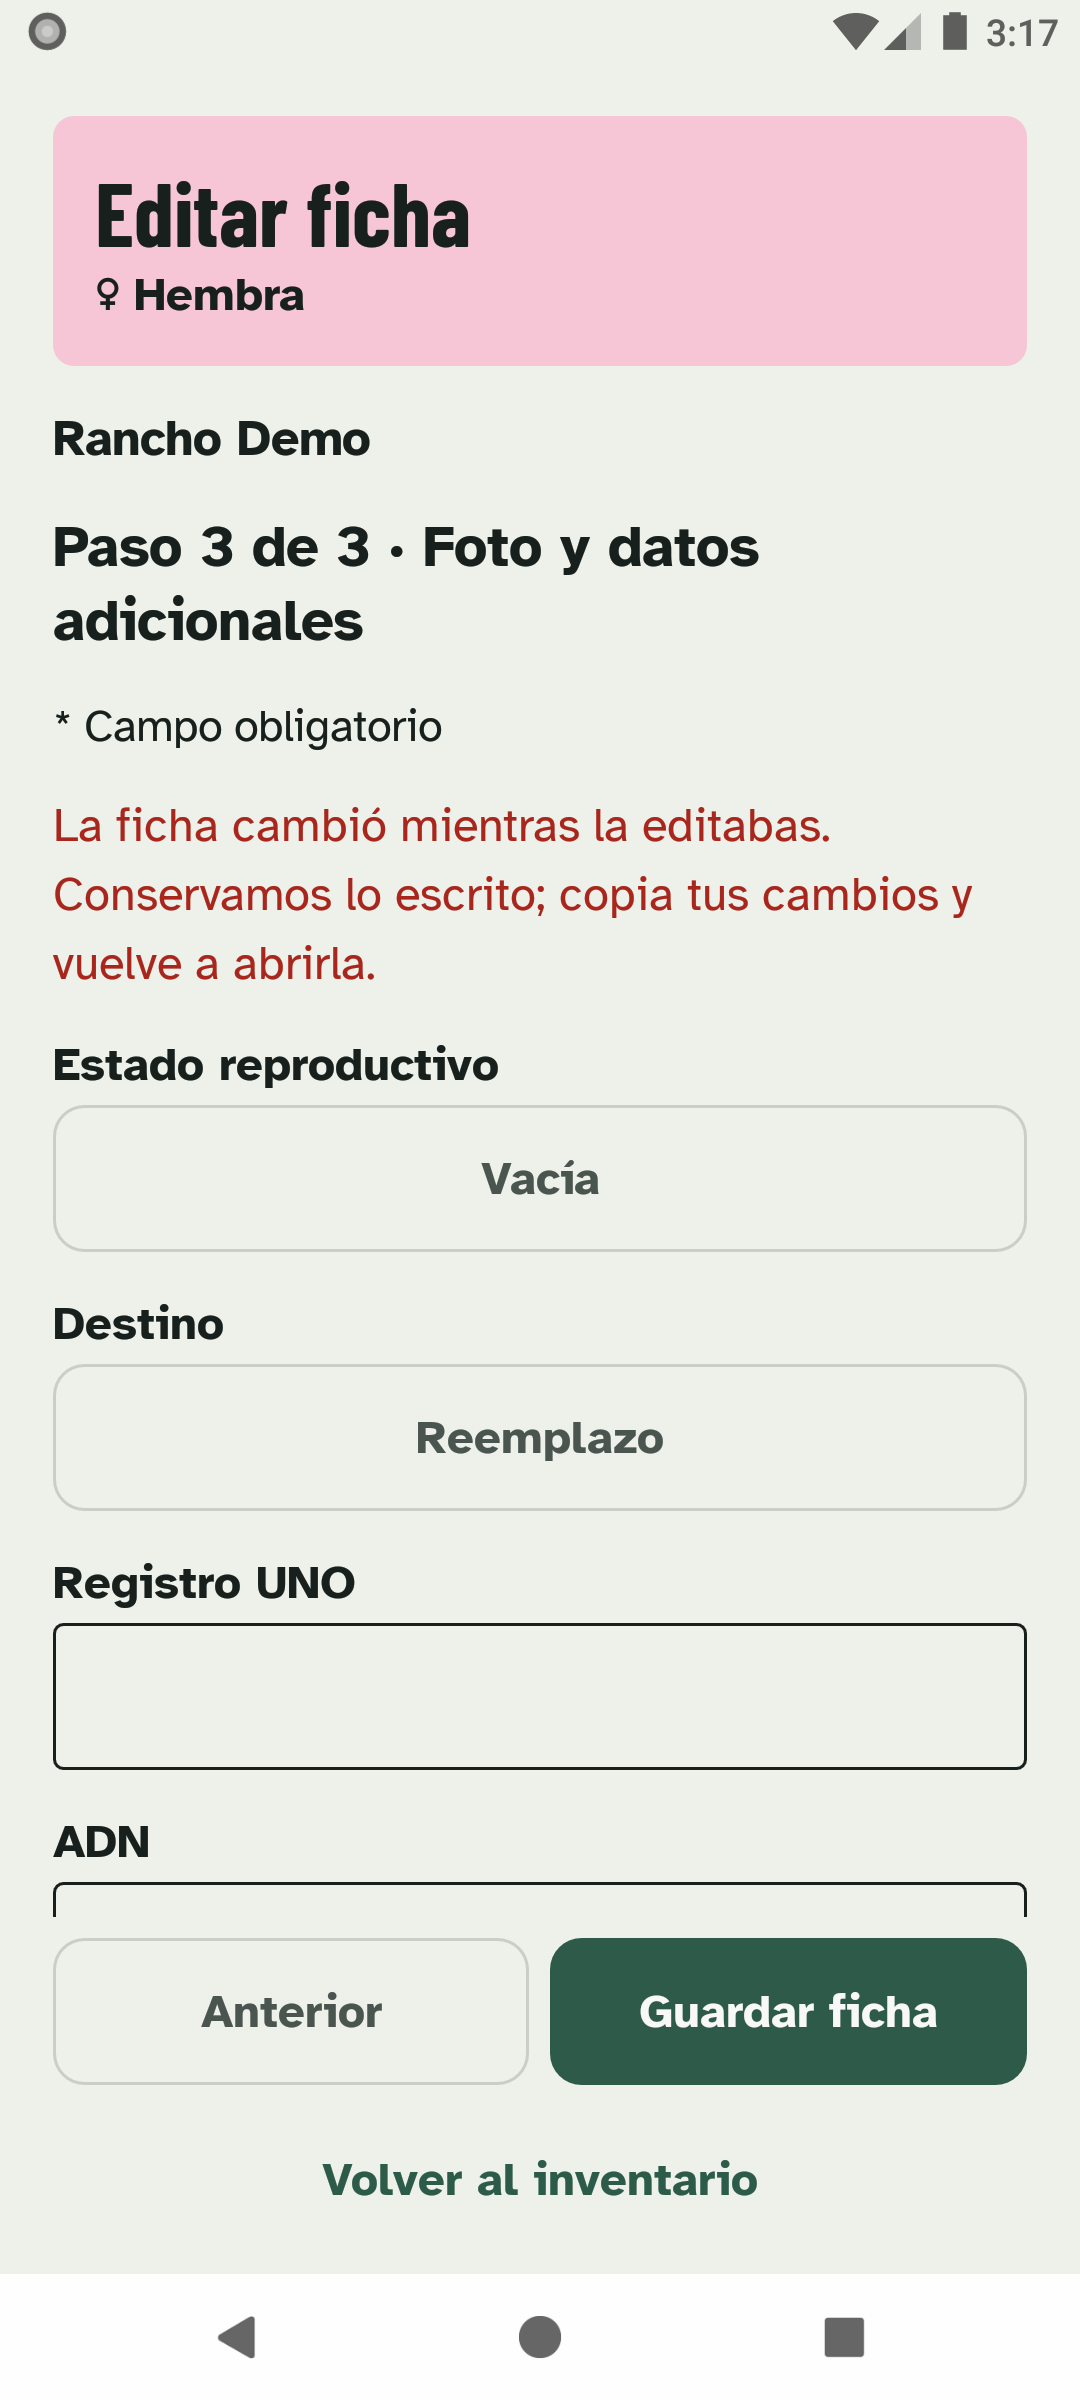 3:17
Editar ficha
♀ Hembra
Rancho Demo
Paso 3 de 3 · Foto y datos
adicionales
* Campo obligatorio
La ficha cambió mientras la editabas.
Conservamos lo escrito; copia tus cambios y
vuelve a abrirla.
Estado reproductivo
Vacía
Destino
Reemplazo
Registro UNO
ADN
Anterior
Guardar ficha
Volver al inventario